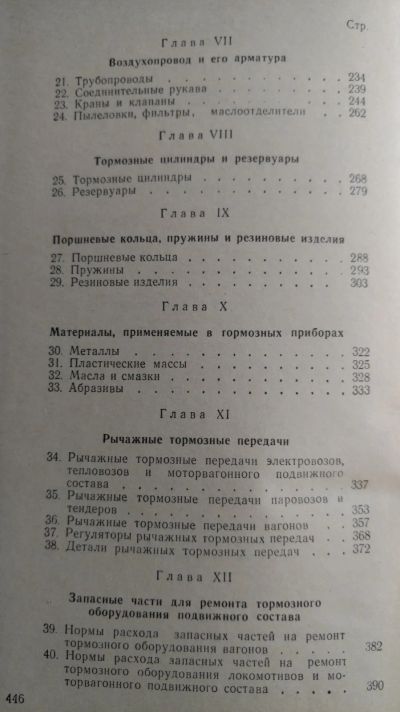 Стр.
Глава VII
Воздухопровод и его арматура
21. Трубопроводы . . . . . . . . . . . 234
22. Соединительные рукава . . . . . . . . 239
23. Краны и клапаны . . . . . . . . . . 244
24. Пылеловки, фильтры, маслоотделители . . . 262
Глава VIII
Тормозные цилиндры и резервуары
25. Тормозные цилиндры . . . . . . . . . 268
26. Резервуары . . . . . . . . . . . . 279
Глава IX
Поршневые кольца, пружины и резиновые изделия
27. Поршневые кольца . . . . . . . . . . 288
28. Пружины . . . . . . . . . . . . . 293
29. Резиновые изделия . . . . . . . . . . 303
Глава X
Материалы, применяемые в тормозных приборах
30. Металлы . . . . . . . . . . . . . 322
31. Пластические массы . . . . . . . . . 325
32. Масла и смазки . . . . . . . . . . . 328
33. Абразивы . . . . . . . . . . . . . 333
Глава XI
Рычажные тормозные передачи
34. Рычажные тормозные передачи электровозов,
тепловозов и моторвагонного подвижного
состава . . . . . . . . . . . . . 337
35. Рычажные тормозные передачи паровозов и
тендеров . . . . . . . . . . . . . 353
36. Рычажные тормозные передачи вагонов . . . 357
37. Регуляторы рычажных тормозных передач . . 368
38. Детали рычажных тормозных передач . . . 372
Глава XII
Запасные части для ремонта тормозного
оборудования подвижного состава
39. Нормы расхода запасных частей на ремонт
тормозного оборудования вагонов . . . . . 382
40. Нормы расхода запасных частей на ремонт
тормозного оборудования локомотивов и мо-
торвагонного подвижного состава . . . . . 390
446